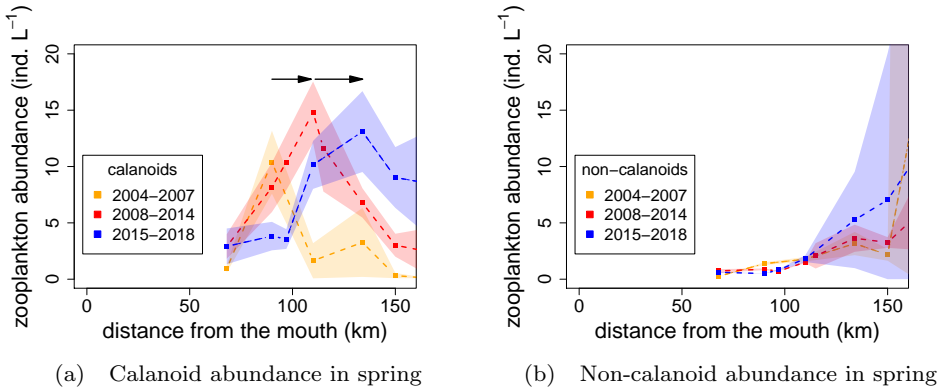 zooplankton abundance (ind. L⁻¹)
20
15
10
5
0
calanoids
2004−2007
2008−2014
2015−2018
0 50 100 150
distance from the mouth (km)
(a) Calanoid abundance in spring
zooplankton abundance (ind. L⁻¹)
20
15
10
5
0
non−calanoids
2004−2007
2008−2014
2015−2018
0 50 100 150
distance from the mouth (km)
(b) Non-calanoid abundance in spring